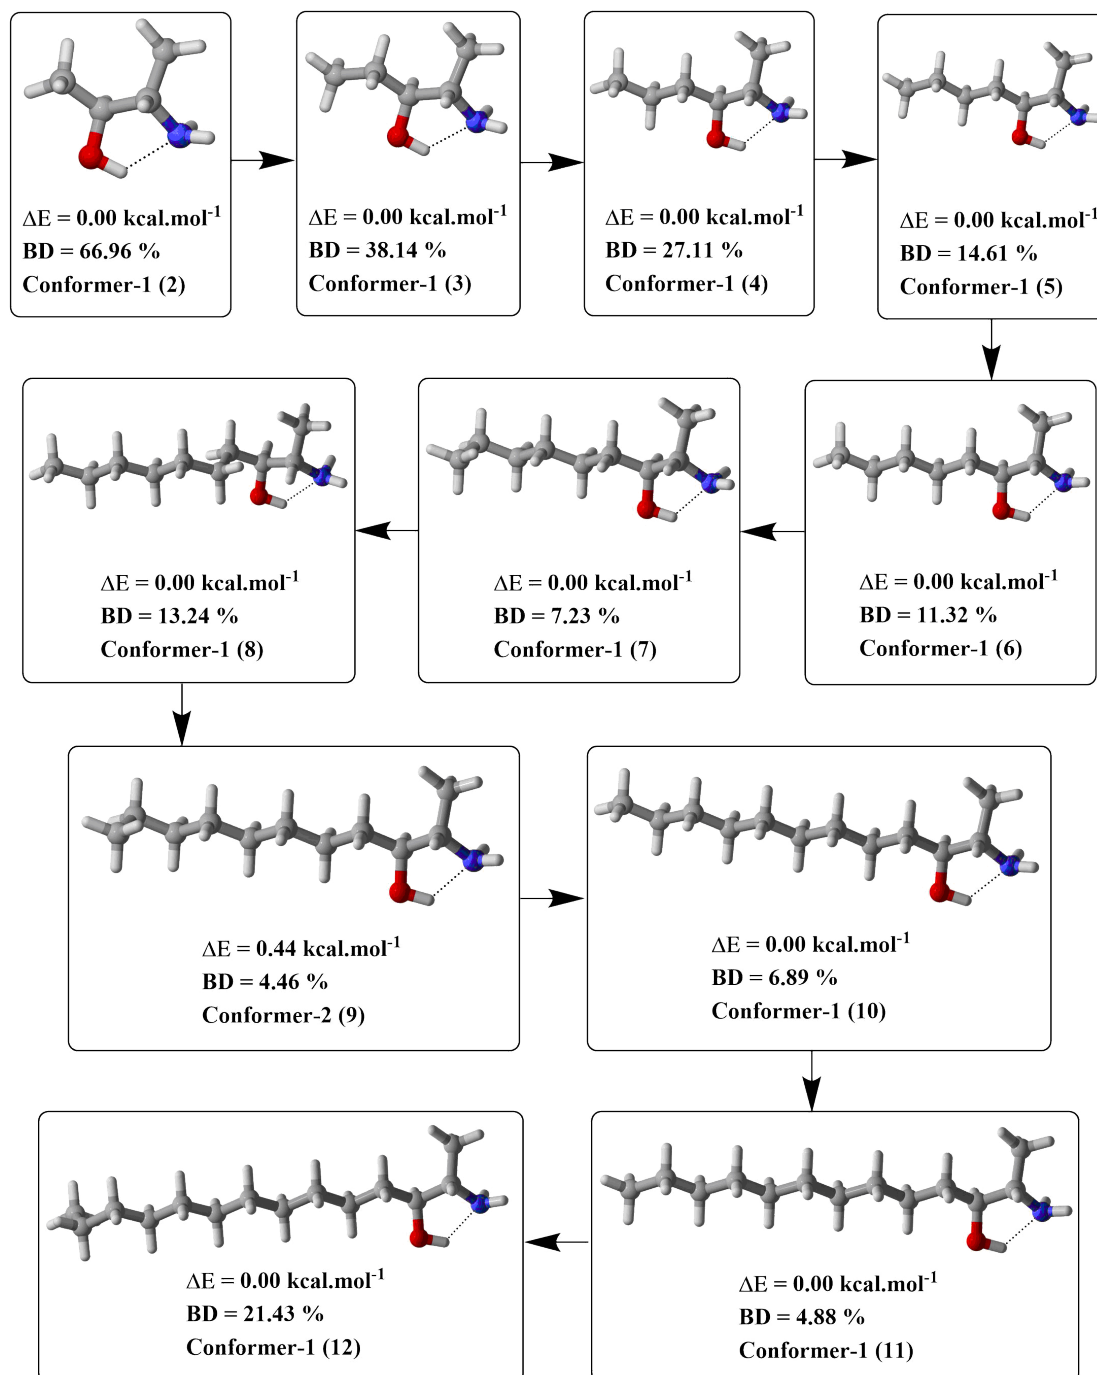 ΔE = 0.00 kcal.mol⁻¹
BD = 66.96 %
Conformer-1 (2)
ΔE = 0.00 kcal.mol⁻¹
BD = 38.14 %
Conformer-1 (3)
ΔE = 0.00 kcal.mol⁻¹
BD = 27.11 %
Conformer-1 (4)
ΔE = 0.00 kcal.mol⁻¹
BD = 14.61 %
Conformer-1 (5)
ΔE = 0.00 kcal.mol⁻¹
BD = 11.32 %
Conformer-1 (6)
ΔE = 0.00 kcal.mol⁻¹
BD = 7.23 %
Conformer-1 (7)
ΔE = 0.00 kcal.mol⁻¹
BD = 13.24 %
Conformer-1 (8)
ΔE = 0.44 kcal.mol⁻¹
BD = 4.46 %
Conformer-2 (9)
ΔE = 0.00 kcal.mol⁻¹
BD = 6.89 %
Conformer-1 (10)
ΔE = 0.00 kcal.mol⁻¹
BD = 4.88 %
Conformer-1 (11)
ΔE = 0.00 kcal.mol⁻¹
BD = 21.43 %
Conformer-1 (12)